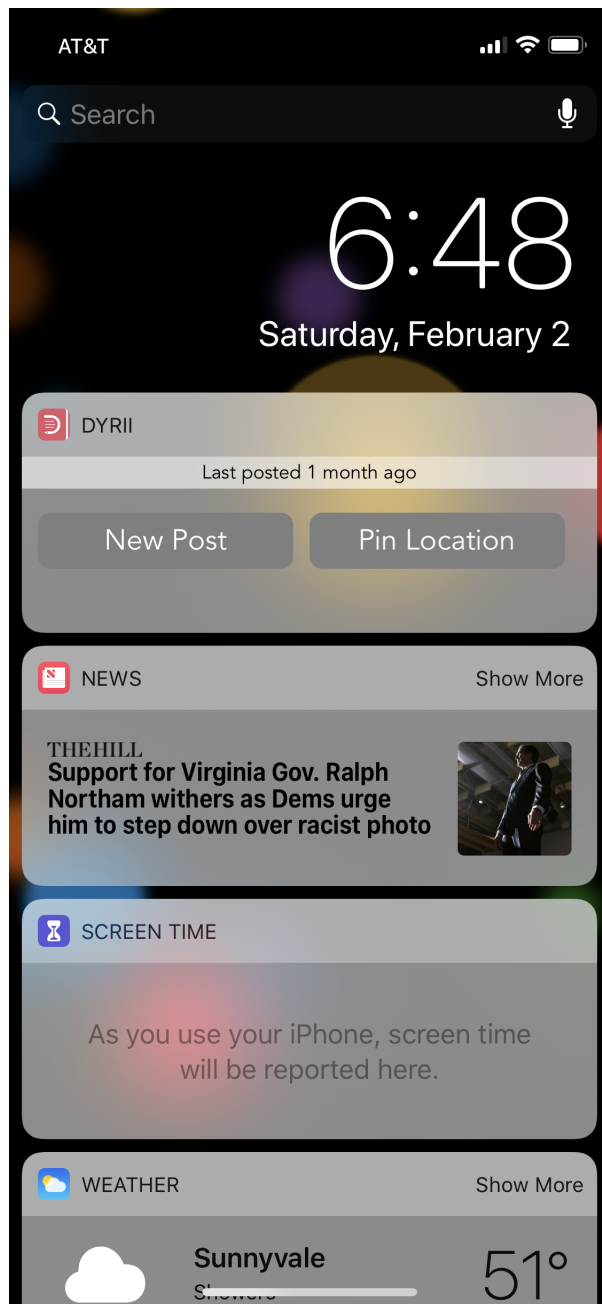 AT&T
Search
6:48
Saturday, February 2
DYRII
Last posted 1 month ago
New Post Pin Location
NEWS Show More
THEHILL
Support for Virginia Gov. Ralph
Northam withers as Dems urge
him to step down over racist photo
SCREEN TIME
As you use your iPhone, screen time
will be reported here.
WEATHER Show More
Sunnyvale 51°
Showers